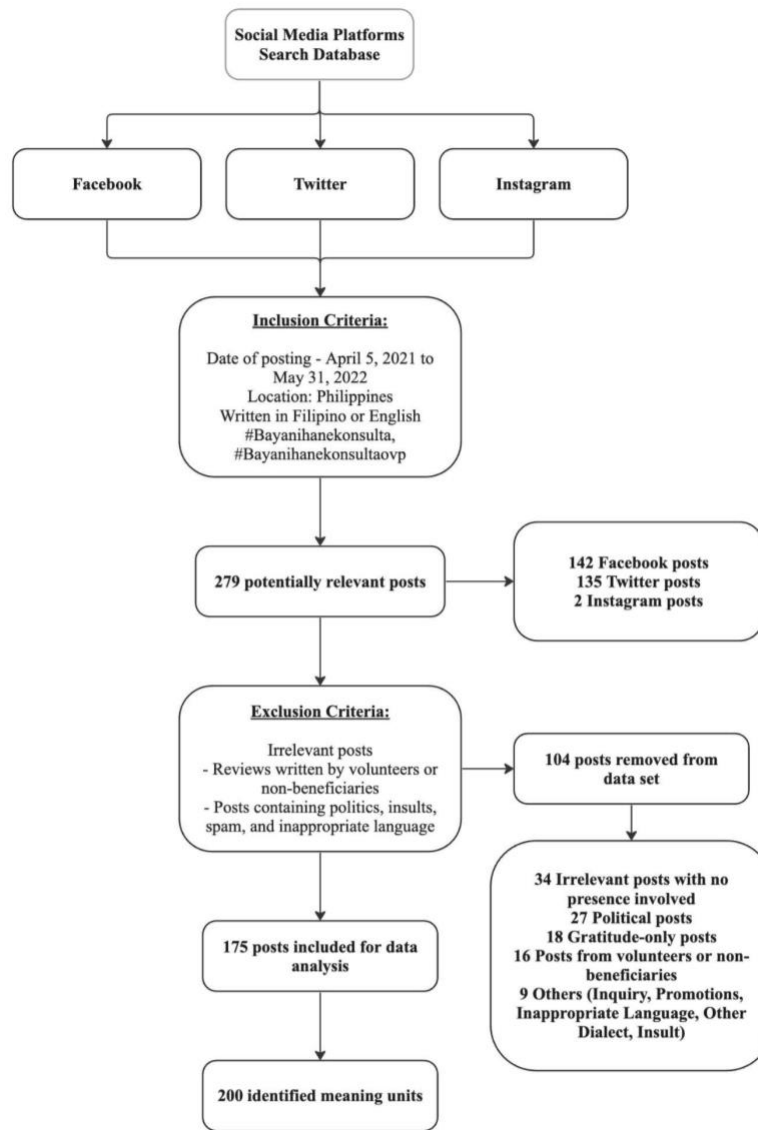 Social Media Platforms
Search Database
Facebook
Twitter
Instagram
Inclusion Criteria:
Date of posting - April 5, 2021 to
May 31, 2022
Location: Philippines
Written in Filipino or English
#Bayanihanekonsulta,
#Bayanihanekonsultaovp
279 potentially relevant posts
142 Facebook posts
135 Twitter posts
2 Instagram posts
Exclusion Criteria:
Irrelevant posts
- Reviews written by volunteers or
non-beneficiaries
- Posts containing politics, insults,
spam, and inappropriate language
104 posts removed from
data set
34 Irrelevant posts with no
presence involved
27 Political posts
18 Gratitude-only posts
16 Posts from volunteers or non-
beneficiaries
9 Others (Inquiry, Promotions,
Inappropriate Language, Other
Dialect, Insult)
175 posts included for data
analysis
200 identified meaning units